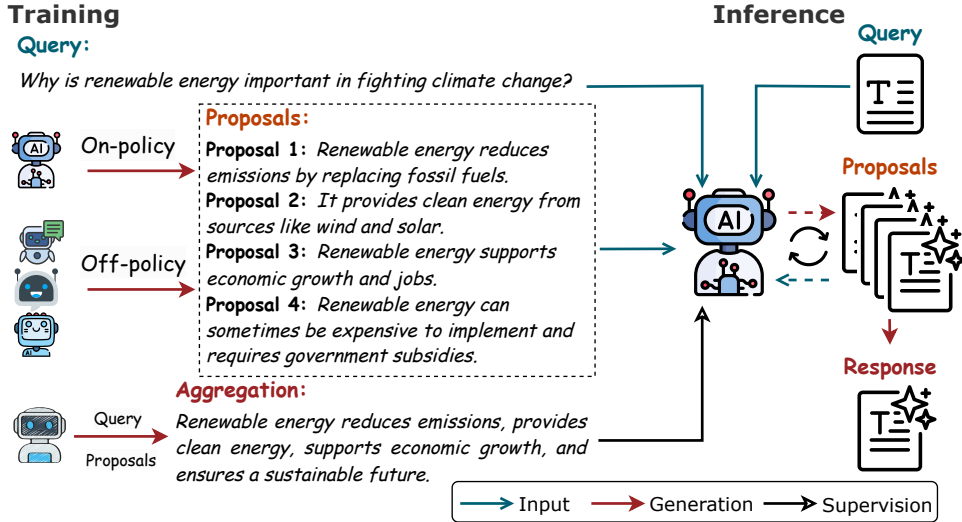 Training
Inference
Query:
Query
Why is renewable energy important in fighting climate change?
T
AI
On-policy
Proposals:
Proposal 1: Renewable energy reduces
emissions by replacing fossil fuels.
Proposal 2: It provides clean energy from
sources like wind and solar.
Proposal 3: Renewable energy supports
economic growth and jobs.
Proposal 4: Renewable energy can
sometimes be expensive to implement and
requires government subsidies.
Off-policy
AI
AI
Proposals
T
Response
T
Aggregation:
Query
Proposals
Renewable energy reduces emissions, provides
clean energy, supports economic growth, and
ensures a sustainable future.
Input
Generation
Supervision